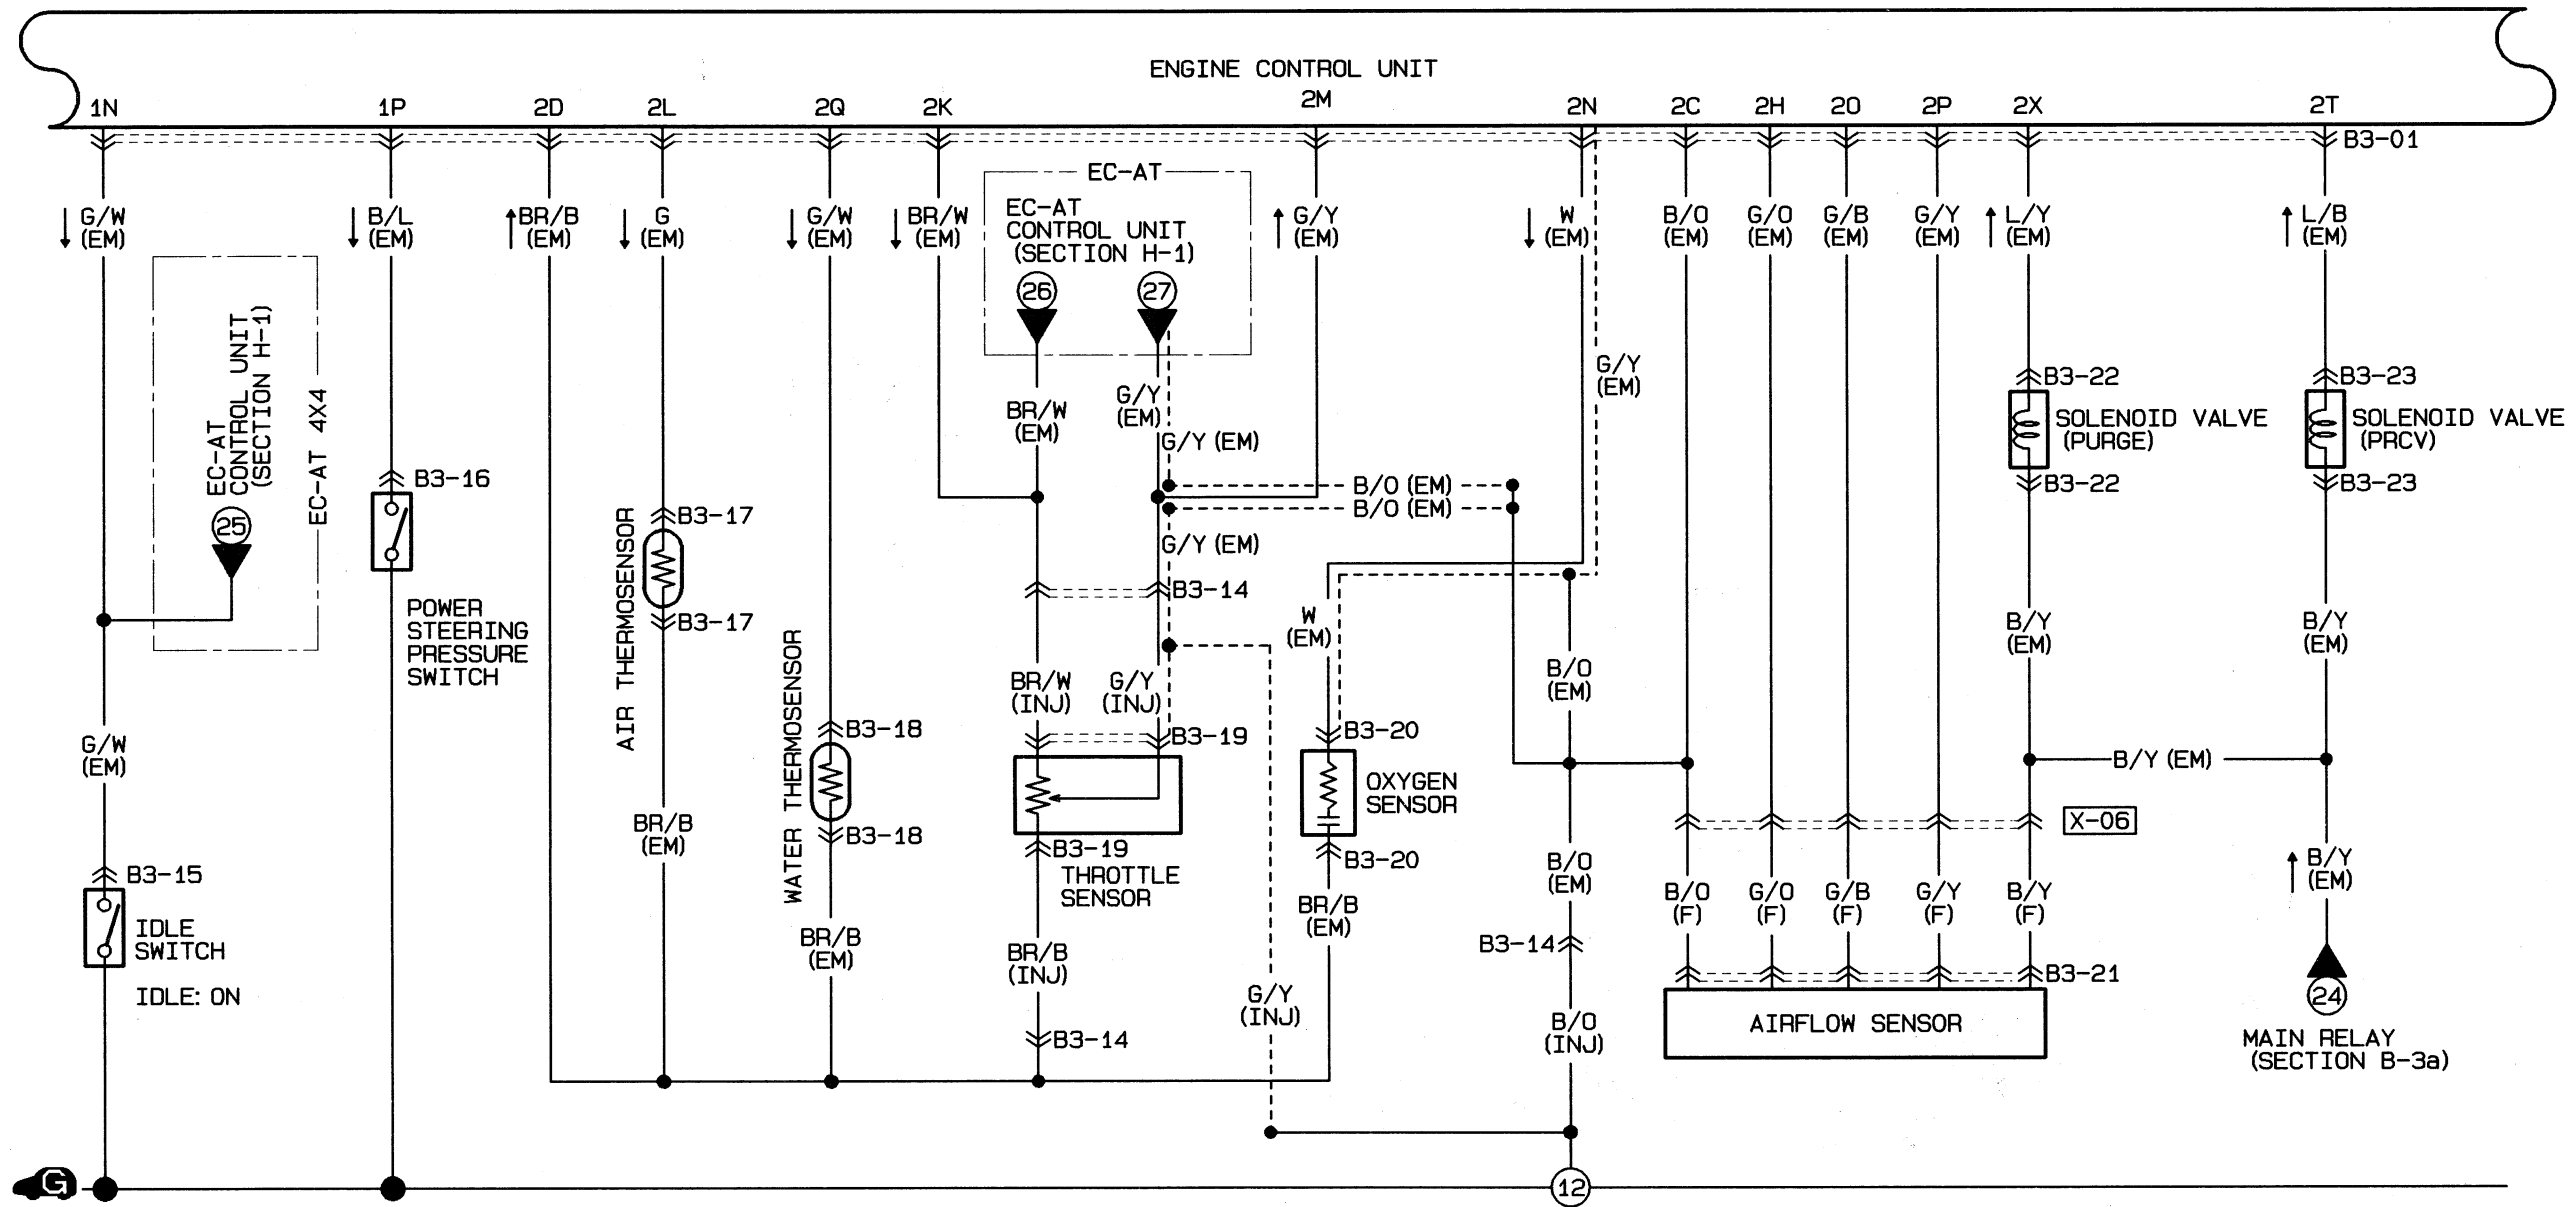 ENGINE CONTROL UNIT
1N
1P
2D
2L
2Q
2K
2M
2N
2C
2H
2O
2P
2X
2T
B3-01
G/W
(EM)
B/L
(EM)
BR/B
(EM)
G
(EM)
G/W
(EM)
BR/W
(EM)
EC-AT
EC-AT
CONTROL UNIT
(SECTION H-1)
26
27
G/Y
(EM)
W
(EM)
B/O
(EM)
G/O
(EM)
G/B
(EM)
G/Y
(EM)
L/Y
(EM)
L/B
(EM)
EC-AT
CONTROL UNIT
(SECTION H-1)
EC-AT 4X4
25
BR/W
(EM)
G/Y
(EM)
G/Y (EM)
G/Y
(EM)
B3-22
SOLENOID VALVE
(PURGE)
B3-22
B3-23
SOLENOID VALVE
(PRCV)
B3-23
B3-16
POWER
STEERING
PRESSURE
SWITCH
B3-17
AIR THERMOSENSOR
B3-17
B/O (EM)
B/O (EM)
G/Y (EM)
B3-14
W
(EM)
B/O
(EM)
B/Y
(EM)
B/Y
(EM)
BR/W
(INJ)
G/Y
(INJ)
G/W
(EM)
WATER THERMOSENSOR
B3-18
B3-18
B3-19
B3-19
THROTTLE
SENSOR
B3-20
OXYGEN
SENSOR
B3-20
B/Y (EM)
X-06
BR/B
(EM)
B3-15
IDLE
SWITCH
IDLE: ON
BR/B
(EM)
BR/B
(INJ)
B3-14
BR/B
(EM)
G/Y
(INJ)
B/O
(EM)
B3-14
B/O
(INJ)
B/O
(F)
G/O
(F)
G/B
(F)
G/Y
(F)
B/Y
(F)
B/Y
(EM)
B3-21
AIRFLOW SENSOR
24
MAIN RELAY
(SECTION B-3a)
G
12